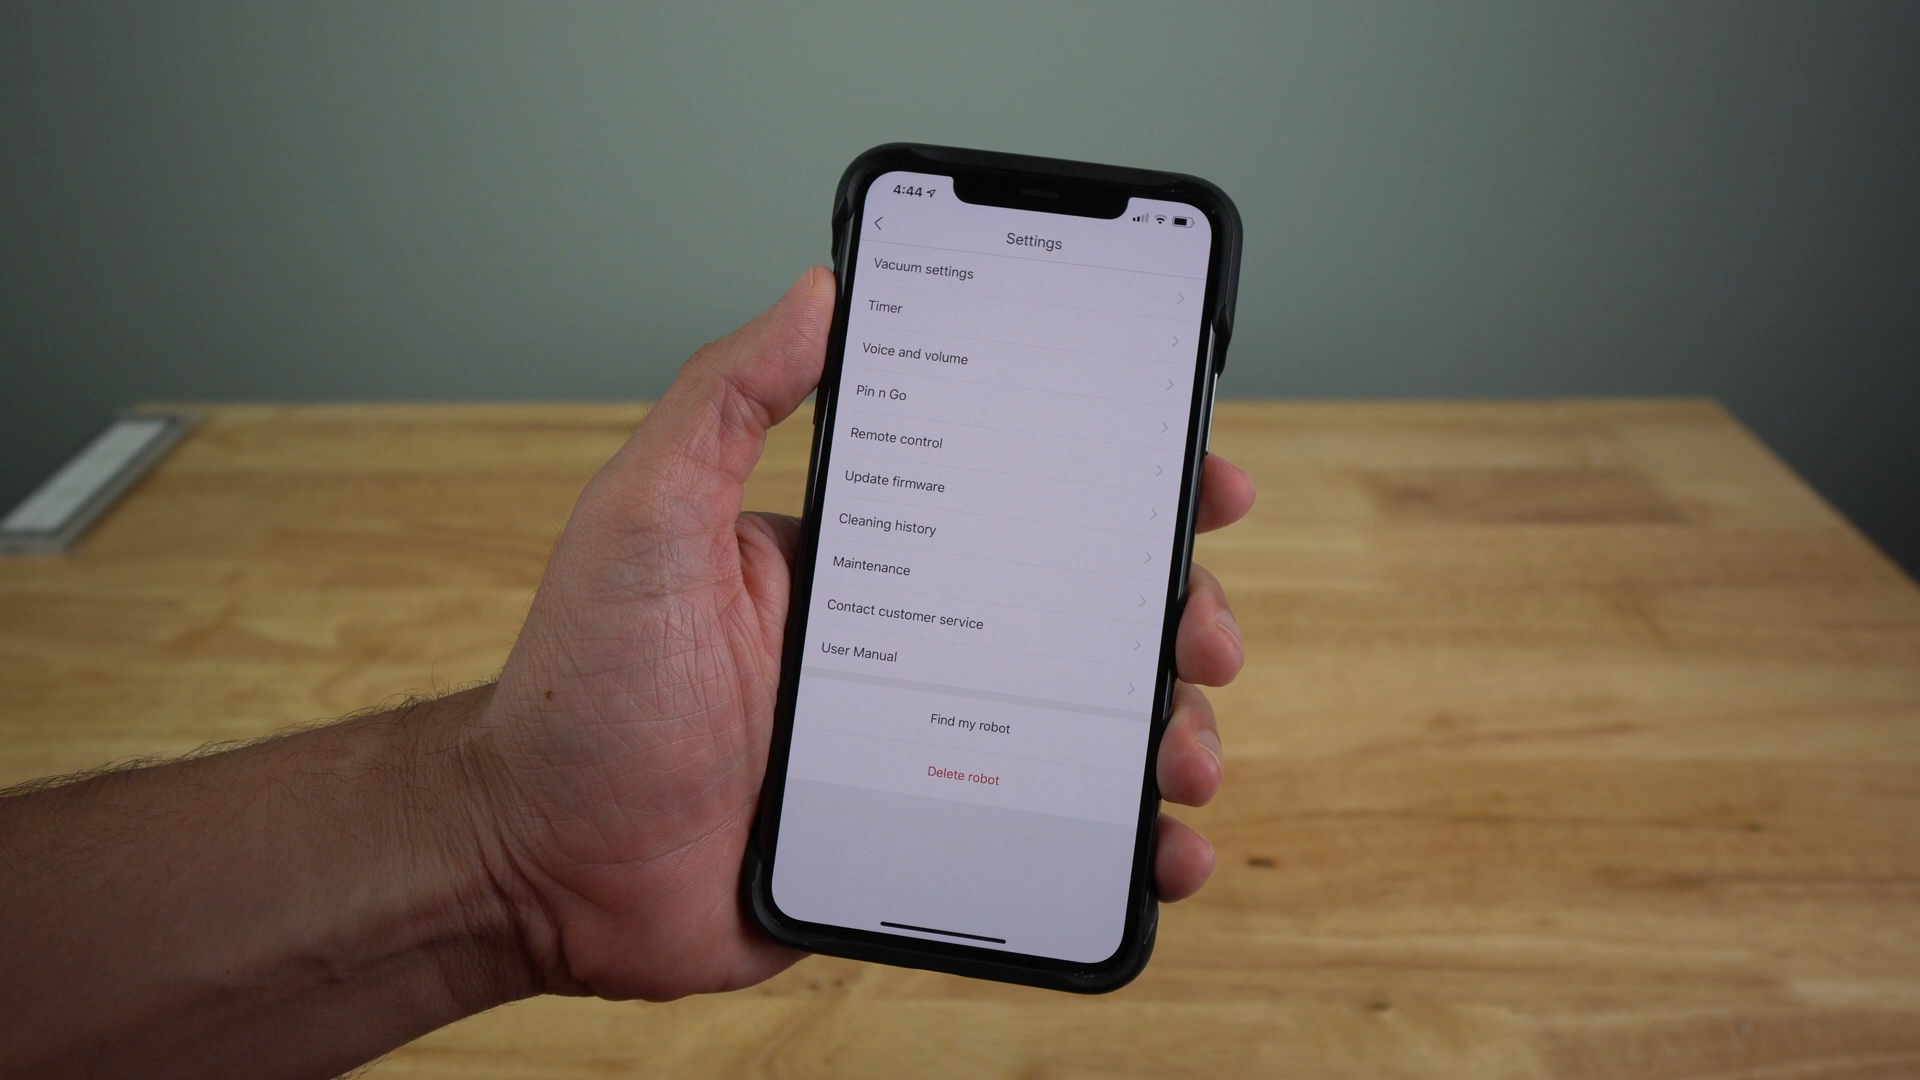 4:44
Settings
Vacuum settings
Timer
Voice and volume
Pin n Go
Remote control
Update firmware
Cleaning history
Maintenance
Contact customer service
User Manual
Find my robot
Delete robot